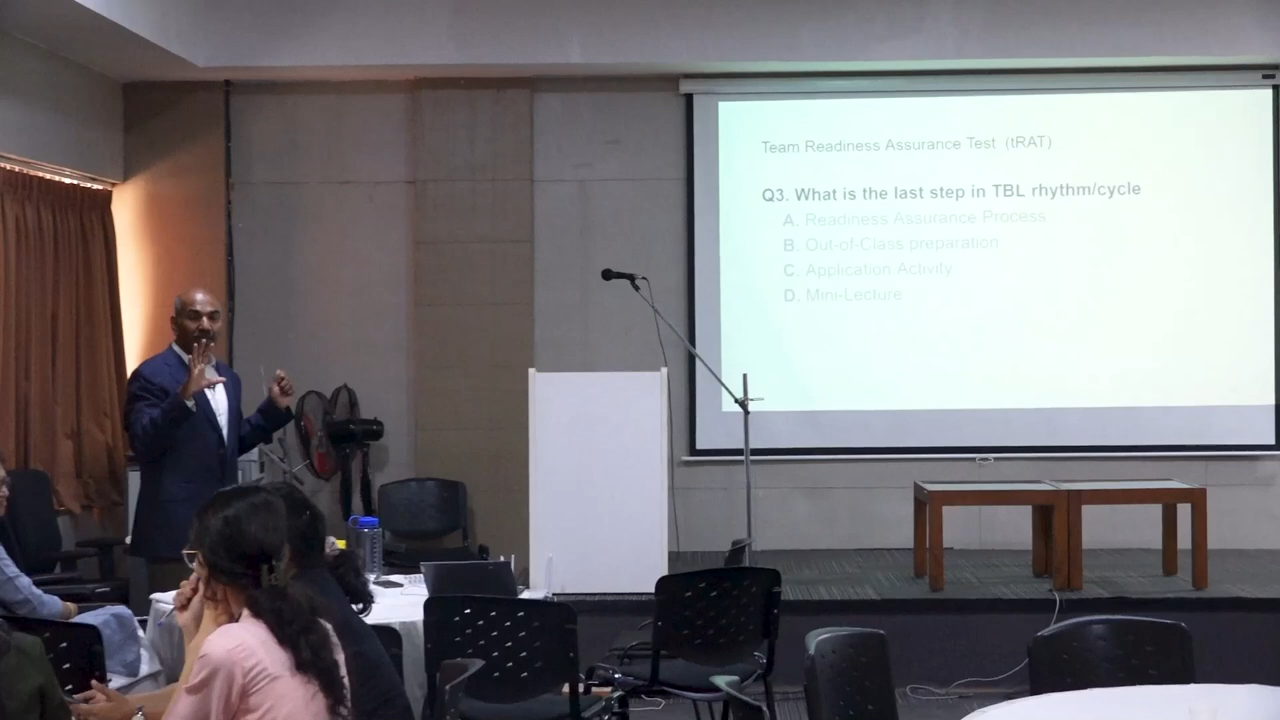 Team Readiness Assurance Test (tRAT)
Q3. What is the last step in TBL rhythm/cycle
A. Readiness Assurance Process
B. Out-of-Class preparation
C. Application Activity
D. Mini-Lecture